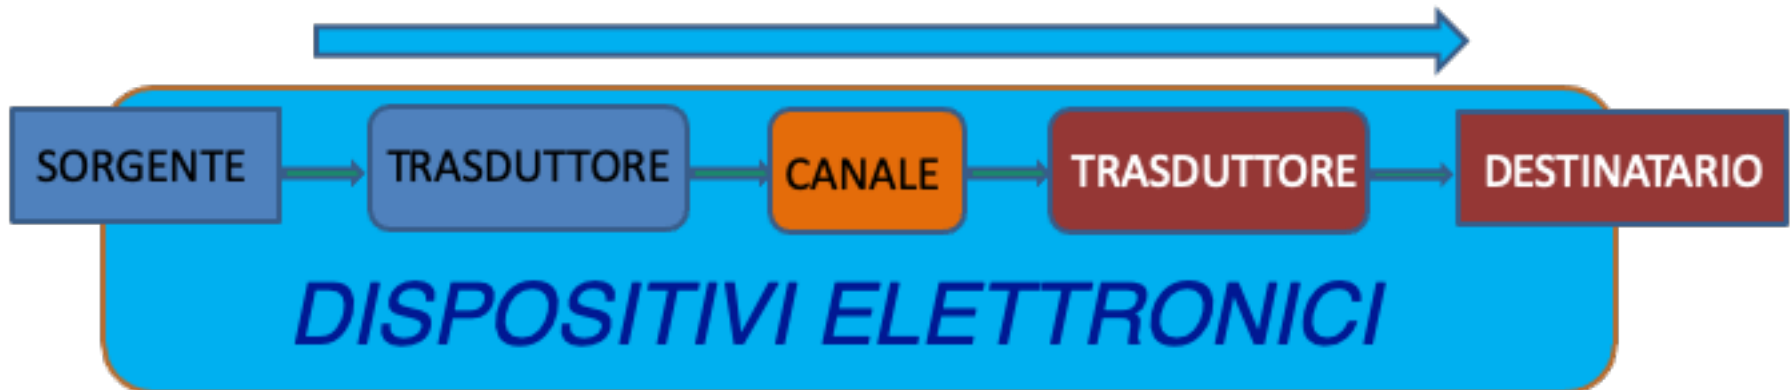 SORGENTE TRASDUTTORE CANALE TRASDUTTORE DESTINATARIO
DISPOSITIVI ELETTRONICI